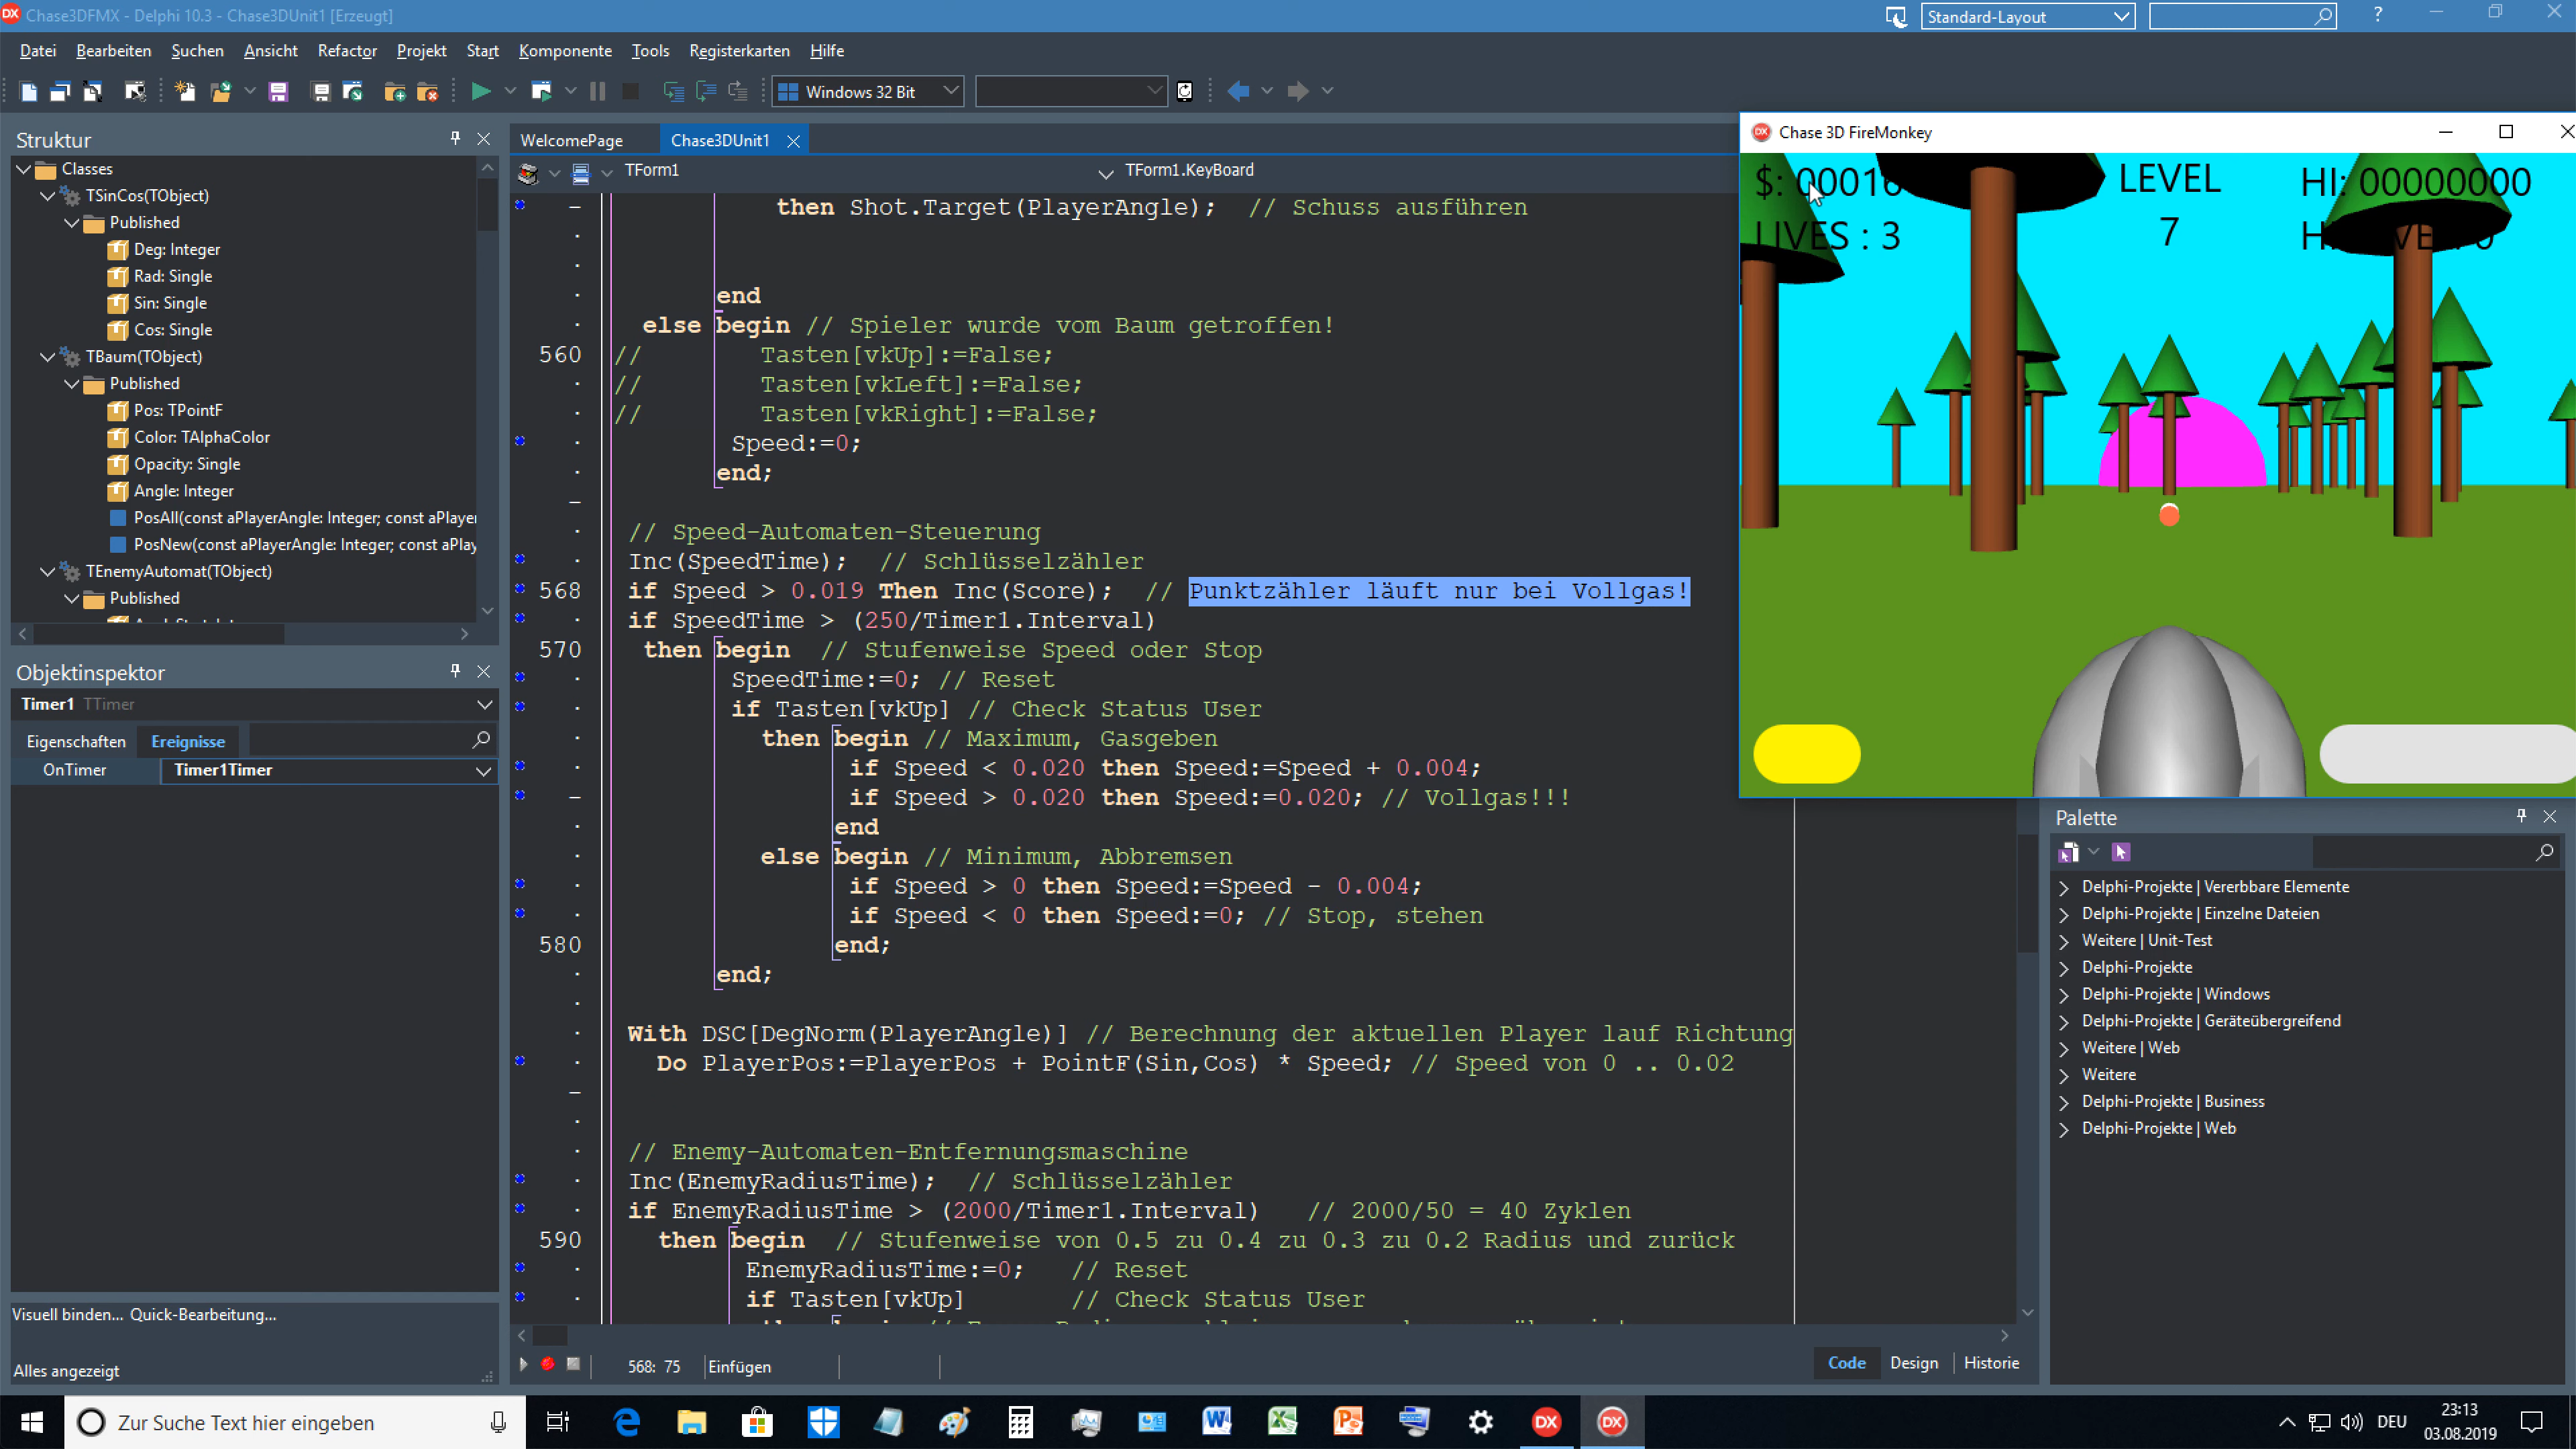 Chase3DFMX - Delphi 10.3 - Chase3DUnit1 [Erzeugt]
Standard-Layout
?
Datei Bearbeiten Suchen Ansicht Refactor Projekt Start Komponente Tools Registerkarten Hilfe
Windows 32 Bit
Struktur
Classes
TSinCos(TObject)
Published
Deg: Integer
Rad: Single
Sin: Single
Cos: Single
TBaum(TObject)
Published
Pos: TPointF
Color: TAlphaColor
Opacity: Single
Angle: Integer
PosAll(const aPlayerAngle: Integer; const aPlayer
PosNew(const aPlayerAngle: Integer; const aPlay
TEnemyAutomat(TObject)
Published
Objektinspektor
Timer1 TTimer
Eigenschaften Ereignisse
OnTimer Timer1Timer
Visuell binden... Quick-Bearbeitung...
Alles angezeigt
WelcomePage Chase3DUnit1
TForm1 TForm1.KeyBoard
then Shot.Target(PlayerAngle); // Schuss ausführen
end
else begin // Spieler wurde vom Baum getroffen!
560 // Tasten[vkUp]:=False;
// Tasten[vkLeft]:=False;
// Tasten[vkRight]:=False;
Speed:=0;
end;
// Speed-Automaten-Steuerung
Inc(SpeedTime); // Schlüsselzähler
568 if Speed > 0.019 Then Inc(Score); // Punktzähler läuft nur bei Vollgas!
if SpeedTime > (250/Timer1.Interval)
570 then begin // Stufenweise Speed oder Stop
SpeedTime:=0; // Reset
if Tasten[vkUp] // Check Status User
then begin // Maximum, Gasgeben
if Speed < 0.020 then Speed:=Speed + 0.004;
if Speed > 0.020 then Speed:=0.020; // Vollgas!!!
end
else begin // Minimum, Abbremsen
if Speed > 0 then Speed:=Speed - 0.004;
if Speed < 0 then Speed:=0; // Stop, stehen
580 end;
end;
With DSC[DegNorm(PlayerAngle)] // Berechnung der aktuellen Player lauf Richtung
Do PlayerPos:=PlayerPos + PointF(Sin,Cos) * Speed; // Speed von 0 .. 0.02
// Enemy-Automaten-Entfernungsmaschine
Inc(EnemyRadiusTime); // Schlüsselzähler
if EnemyRadiusTime > (2000/Timer1.Interval) // 2000/50 = 40 Zyklen
590 then begin // Stufenweise von 0.5 zu 0.4 zu 0.3 zu 0.2 Radius und zurück
EnemyRadiusTime:=0; // Reset
if Tasten[vkUp] // Check Status User
568: 75 Einfügen
Code Design Historie
Chase 3D FireMonkey
$: 00016 LEVEL HI: 00000000
LIVES : 3 7
Palette
Delphi-Projekte | Vererbbare Elemente
Delphi-Projekte | Einzelne Dateien
Weitere | Unit-Test
Delphi-Projekte
Delphi-Projekte | Windows
Delphi-Projekte | Geräteübergreifend
Weitere | Web
Weitere
Delphi-Projekte | Business
Delphi-Projekte | Web
Zur Suche Text hier eingeben
DEU
23:13
03.08.2019